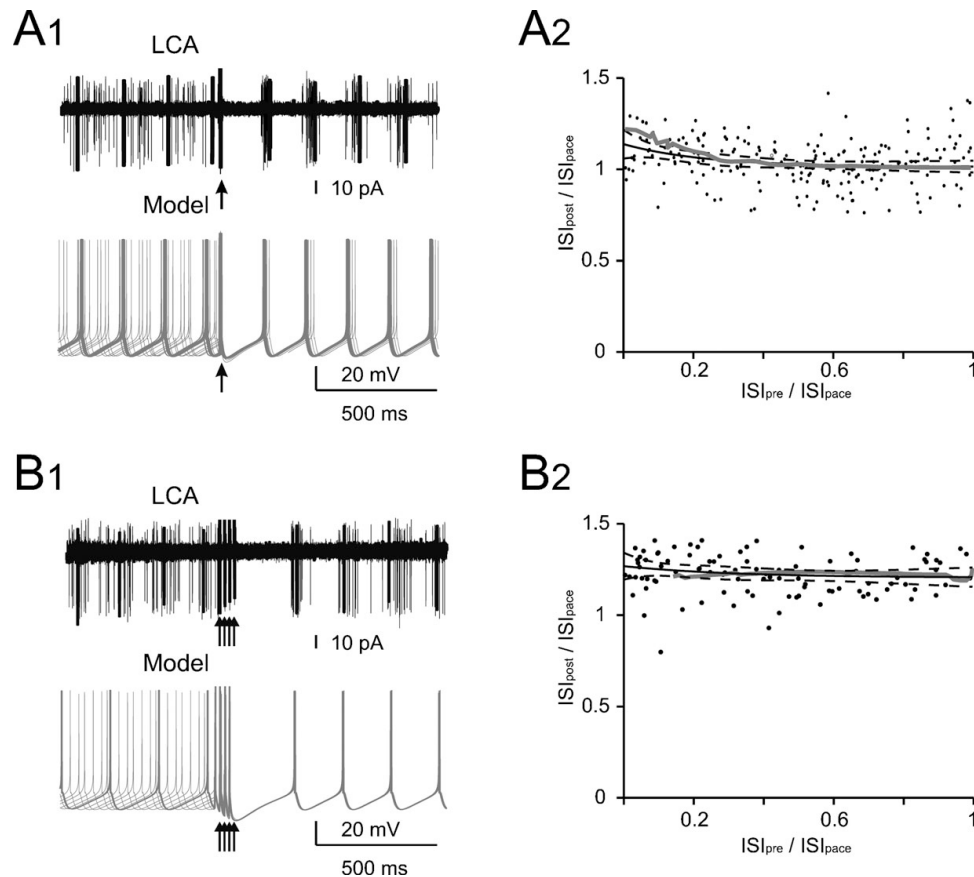 A1
LCA
10 pA
Model
20 mV
500 ms
A2
1.5
1
0.5
0
0.2
0.6
1
ISIpost / ISIpace
ISIpre / ISIpace
B1
LCA
10 pA
Model
20 mV
500 ms
B2
1.5
1
0.5
0
0.2
0.6
1
ISIpost / ISIpace
ISIpre / ISIpace